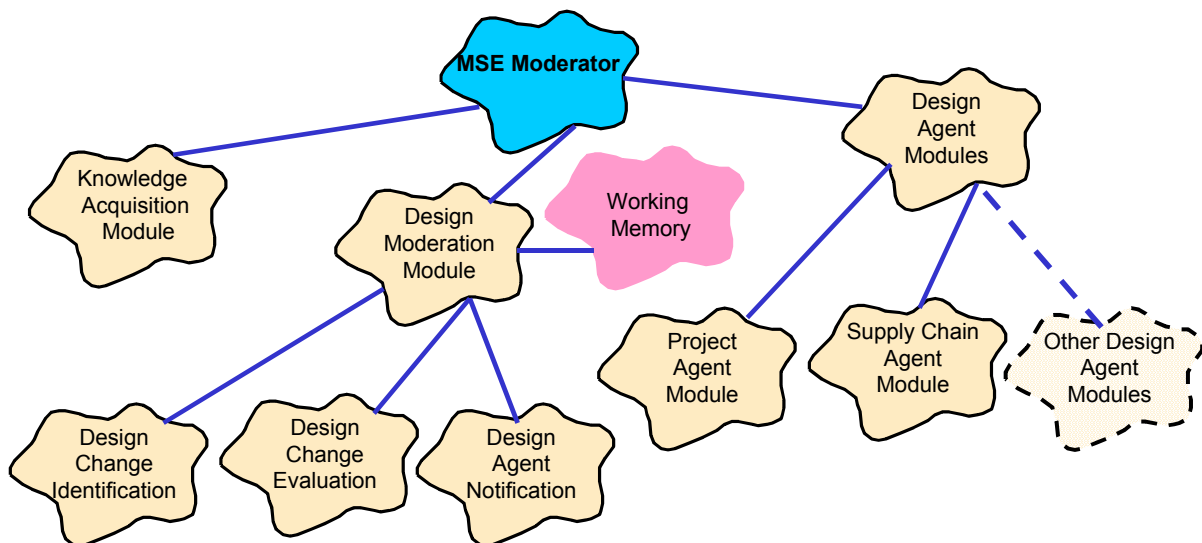 MSE Moderator
Design
Agent
Modules
Knowledge
Acquisition
Module
Design
Moderation
Module
Working
Memory
Project
Agent
Module
Supply Chain
Agent
Module
Other Design
Agent
Modules
Design
Change
Identification
Design
Change
Evaluation
Design
Agent
Notification